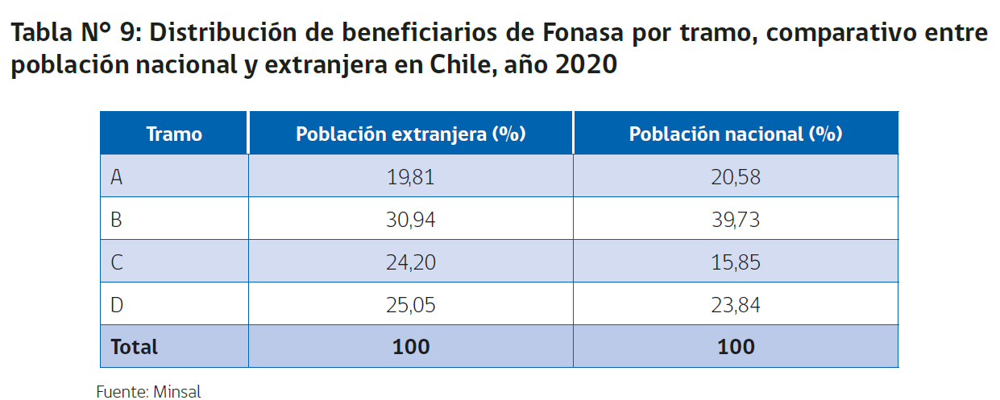 Tabla N° 9: Distribución de beneficiarios de Fonasa por tramo, comparativo entre
población nacional y extranjera en Chile, año 2020
Tramo Población extranjera (%) Población nacional (%)
A 19,81 20,58
B 30,94 39,73
C 24,20 15,85
D 25,05 23,84
Total 100 100
Fuente: Minsal